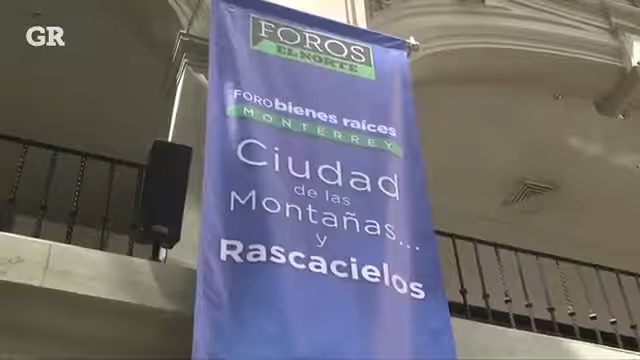 GR
FOROS
EL NORTE
FORO bienes raíces
MONTERREY
Ciudad
de las
Montañas...
y
Rascacielos